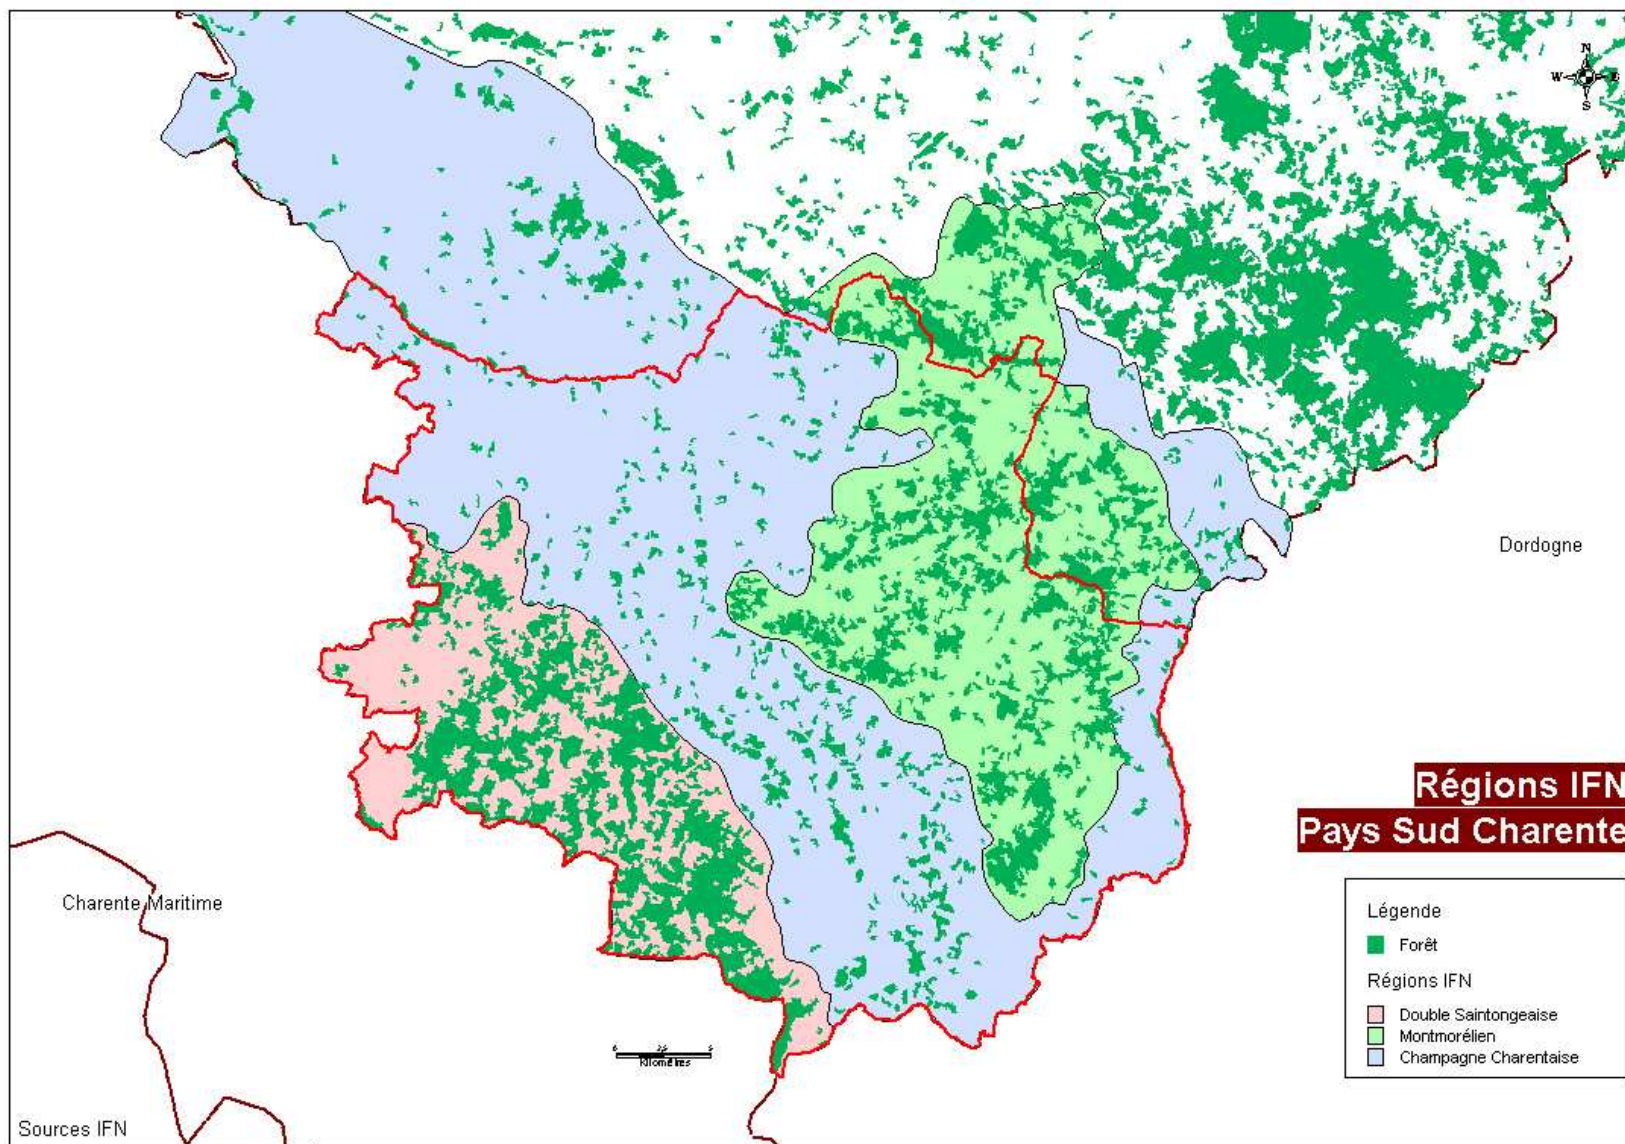 N
W E
S
Dordogne
Régions IFN
Pays Sud Charente
Charente Maritime
Légende
Forêt
Régions IFN
Double Saintongeaise
Montmorélien
Champagne Charentaise
Kilomètres
Sources IFN